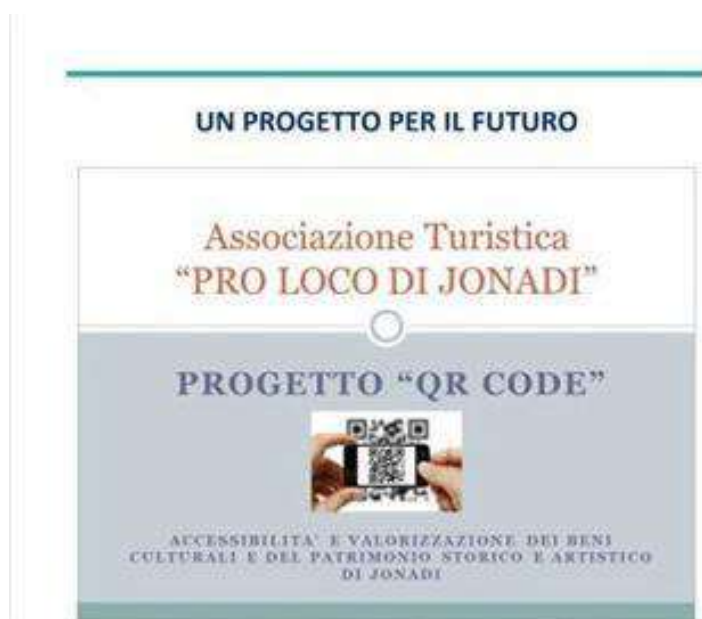 UN PROGETTO PER IL FUTURO
Associazione Turistica
“PRO LOCO DI JONADI”
PROGETTO “QR CODE”
ACCESSIBILITA' E VALORIZZAZIONE DEI BENI
CULTURALI E DEL PATRIMONIO STORICO E ARTISTICO
DI JONADI